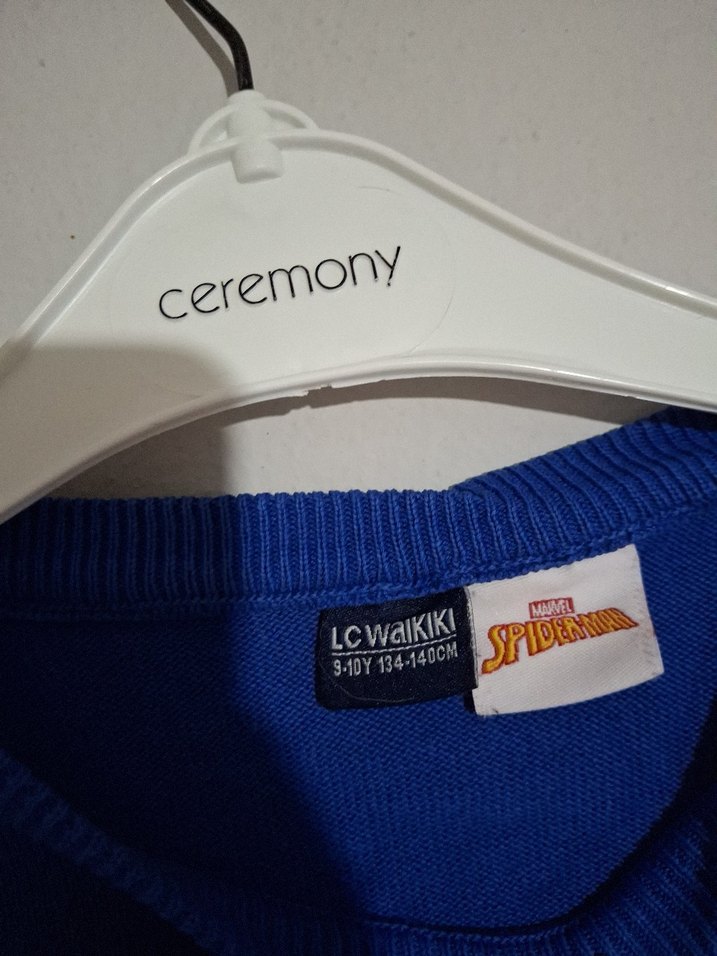 ceremony
LC WAIKIKI
9-10Y 134-140CM
MARVEL
SPIDER-MAN